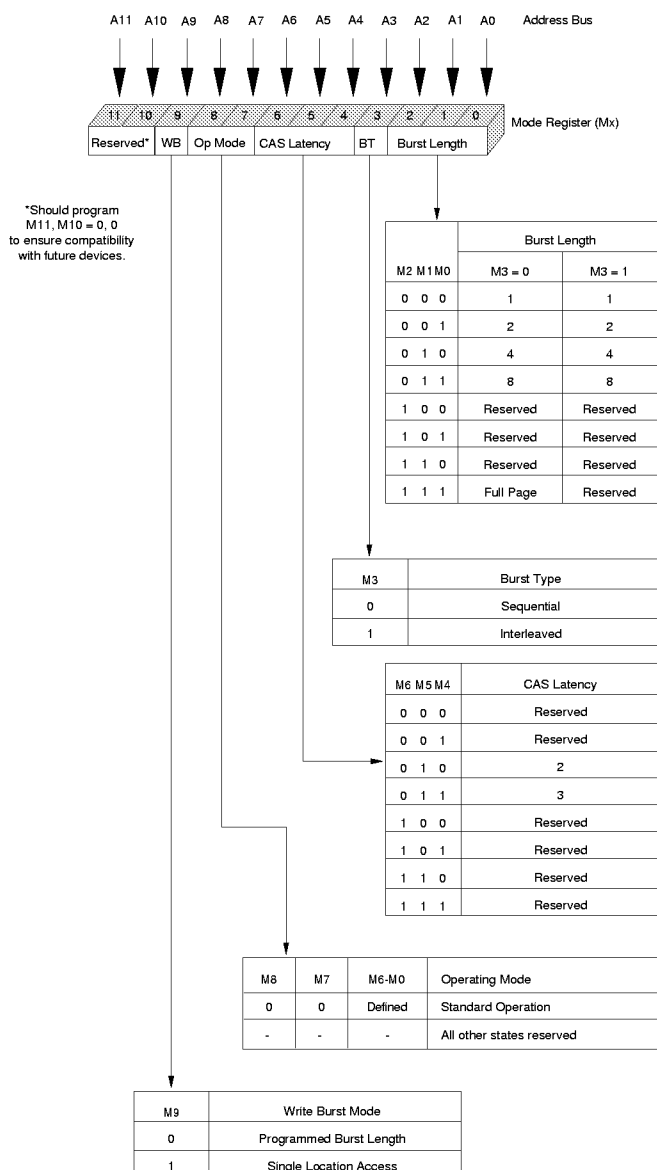 A11 A10 A9 A8 A7 A6 A5 A4 A3 A2 A1 A0 Address Bus
11 10 9 8 7 6 5 4 3 2 1 0
Mode Register (Mx)
Reserved* WB Op Mode CAS Latency BT Burst Length
*Should program
M11, M10 = 0, 0
to ensure compatibility
with future devices.
Burst Length
M2 M1 M0 M3 = 0 M3 = 1
0 0 0 1 1
0 0 1 2 2
0 1 0 4 4
0 1 1 8 8
1 0 0 Reserved Reserved
1 0 1 Reserved Reserved
1 1 0 Reserved Reserved
1 1 1 Full Page Reserved
M3 Burst Type
0 Sequential
1 Interleaved
M6 M5 M4 CAS Latency
0 0 0 Reserved
0 0 1 Reserved
0 1 0 2
0 1 1 3
1 0 0 Reserved
1 0 1 Reserved
1 1 0 Reserved
1 1 1 Reserved
M8 M7 M6-M0 Operating Mode
0 0 Defined Standard Operation
- - - All other states reserved
M9 Write Burst Mode
0 Programmed Burst Length
1 Single Location Access